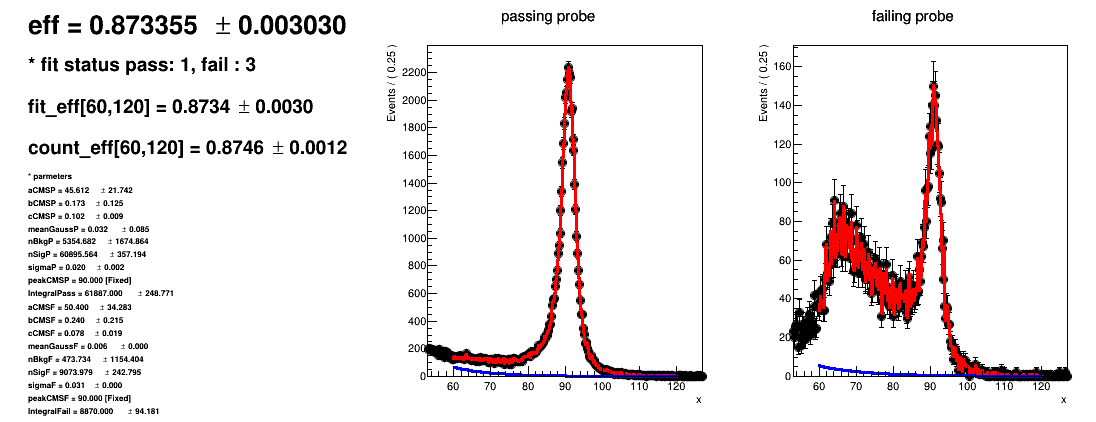 eff = 0.873355 ± 0.003030
* fit status pass: 1, fail : 3
fit_eff[60,120] = 0.8734 ± 0.0030
count_eff[60,120] = 0.8746 ± 0.0012
* parmeters
aCMSP = 45.612 ± 21.742
bCMSP = 0.173 ± 0.125
cCMSP = 0.102 ± 0.009
meanGaussP = 0.032 ± 0.085
nBkgP = 5354.682 ± 1674.864
nSigP = 60895.564 ± 357.194
sigmaP = 0.020 ± 0.002
peakCMSP = 90.000 [Fixed]
IntegralPass = 61887.000 ± 248.771
aCMSF = 50.400 ± 34.283
bCMSF = 0.240 ± 0.215
cCMSF = 0.078 ± 0.019
meanGaussF = 0.006 ± 0.000
nBkgF = 473.734 ± 1154.404
nSigF = 9073.979 ± 242.795
sigmaF = 0.031 ± 0.000
peakCMSF = 90.000 [Fixed]
IntegralFail = 8870.000 ± 94.181
passing probe
Events / ( 0.25 )
2200
2000
1800
1600
1400
1200
1000
800
600
400
200
0
60 70 80 90 100 110 120
x
failing probe
Events / ( 0.25 )
160
140
120
100
80
60
40
20
0
60 70 80 90 100 110 120
x